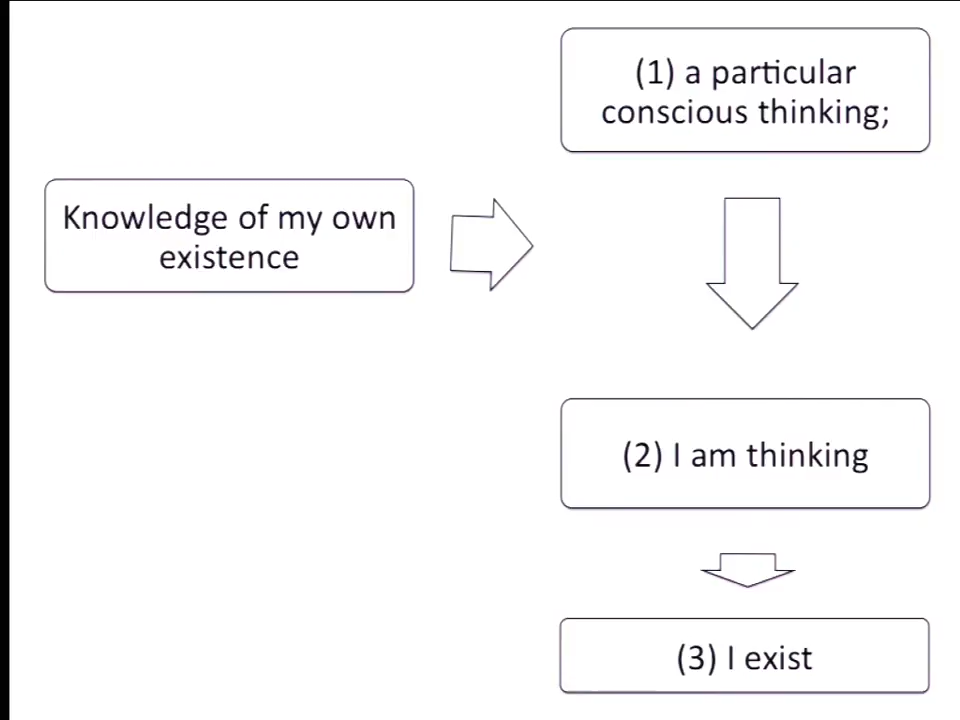 Knowledge of my own
existence
(1) a particular
conscious thinking;
(2) I am thinking
(3) I exist